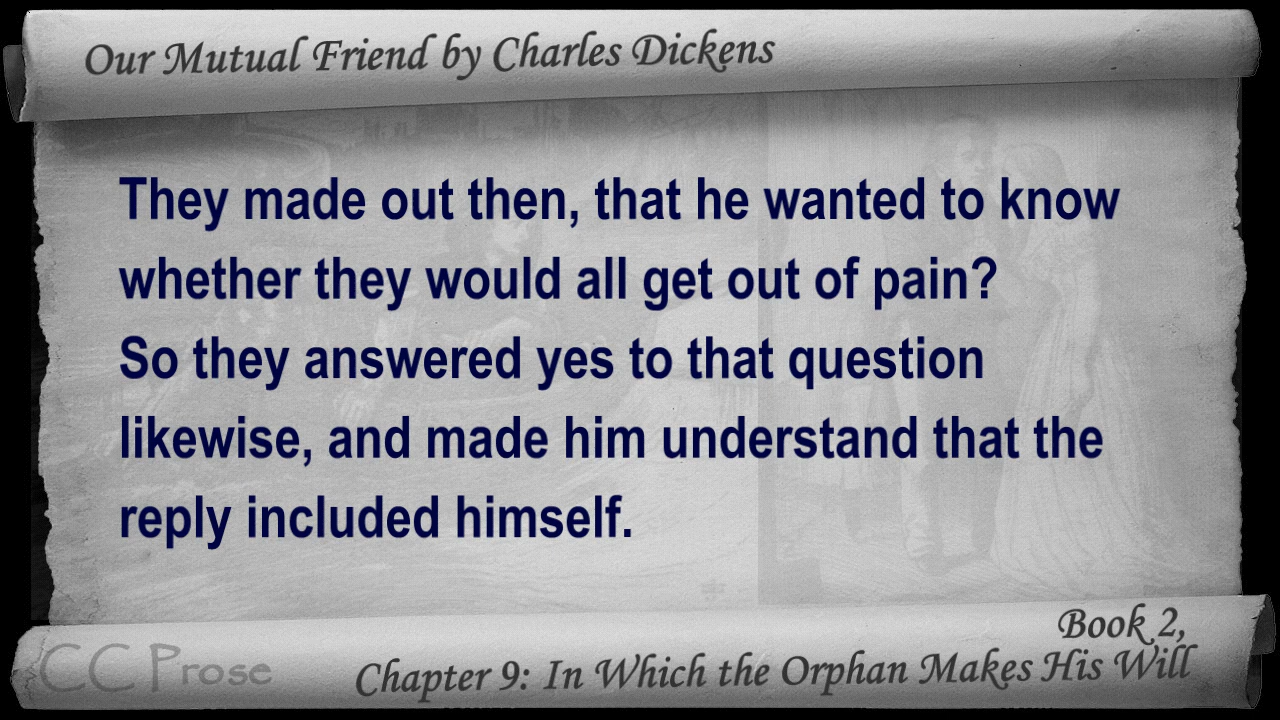 Our Mutual Friend by Charles Dickens
They made out then, that he wanted to know
whether they would all get out of pain?
So they answered yes to that question
likewise, and made him understand that the
reply included himself.
Book 2,
Chapter 9: In Which the Orphan Makes His Will
CC Prose